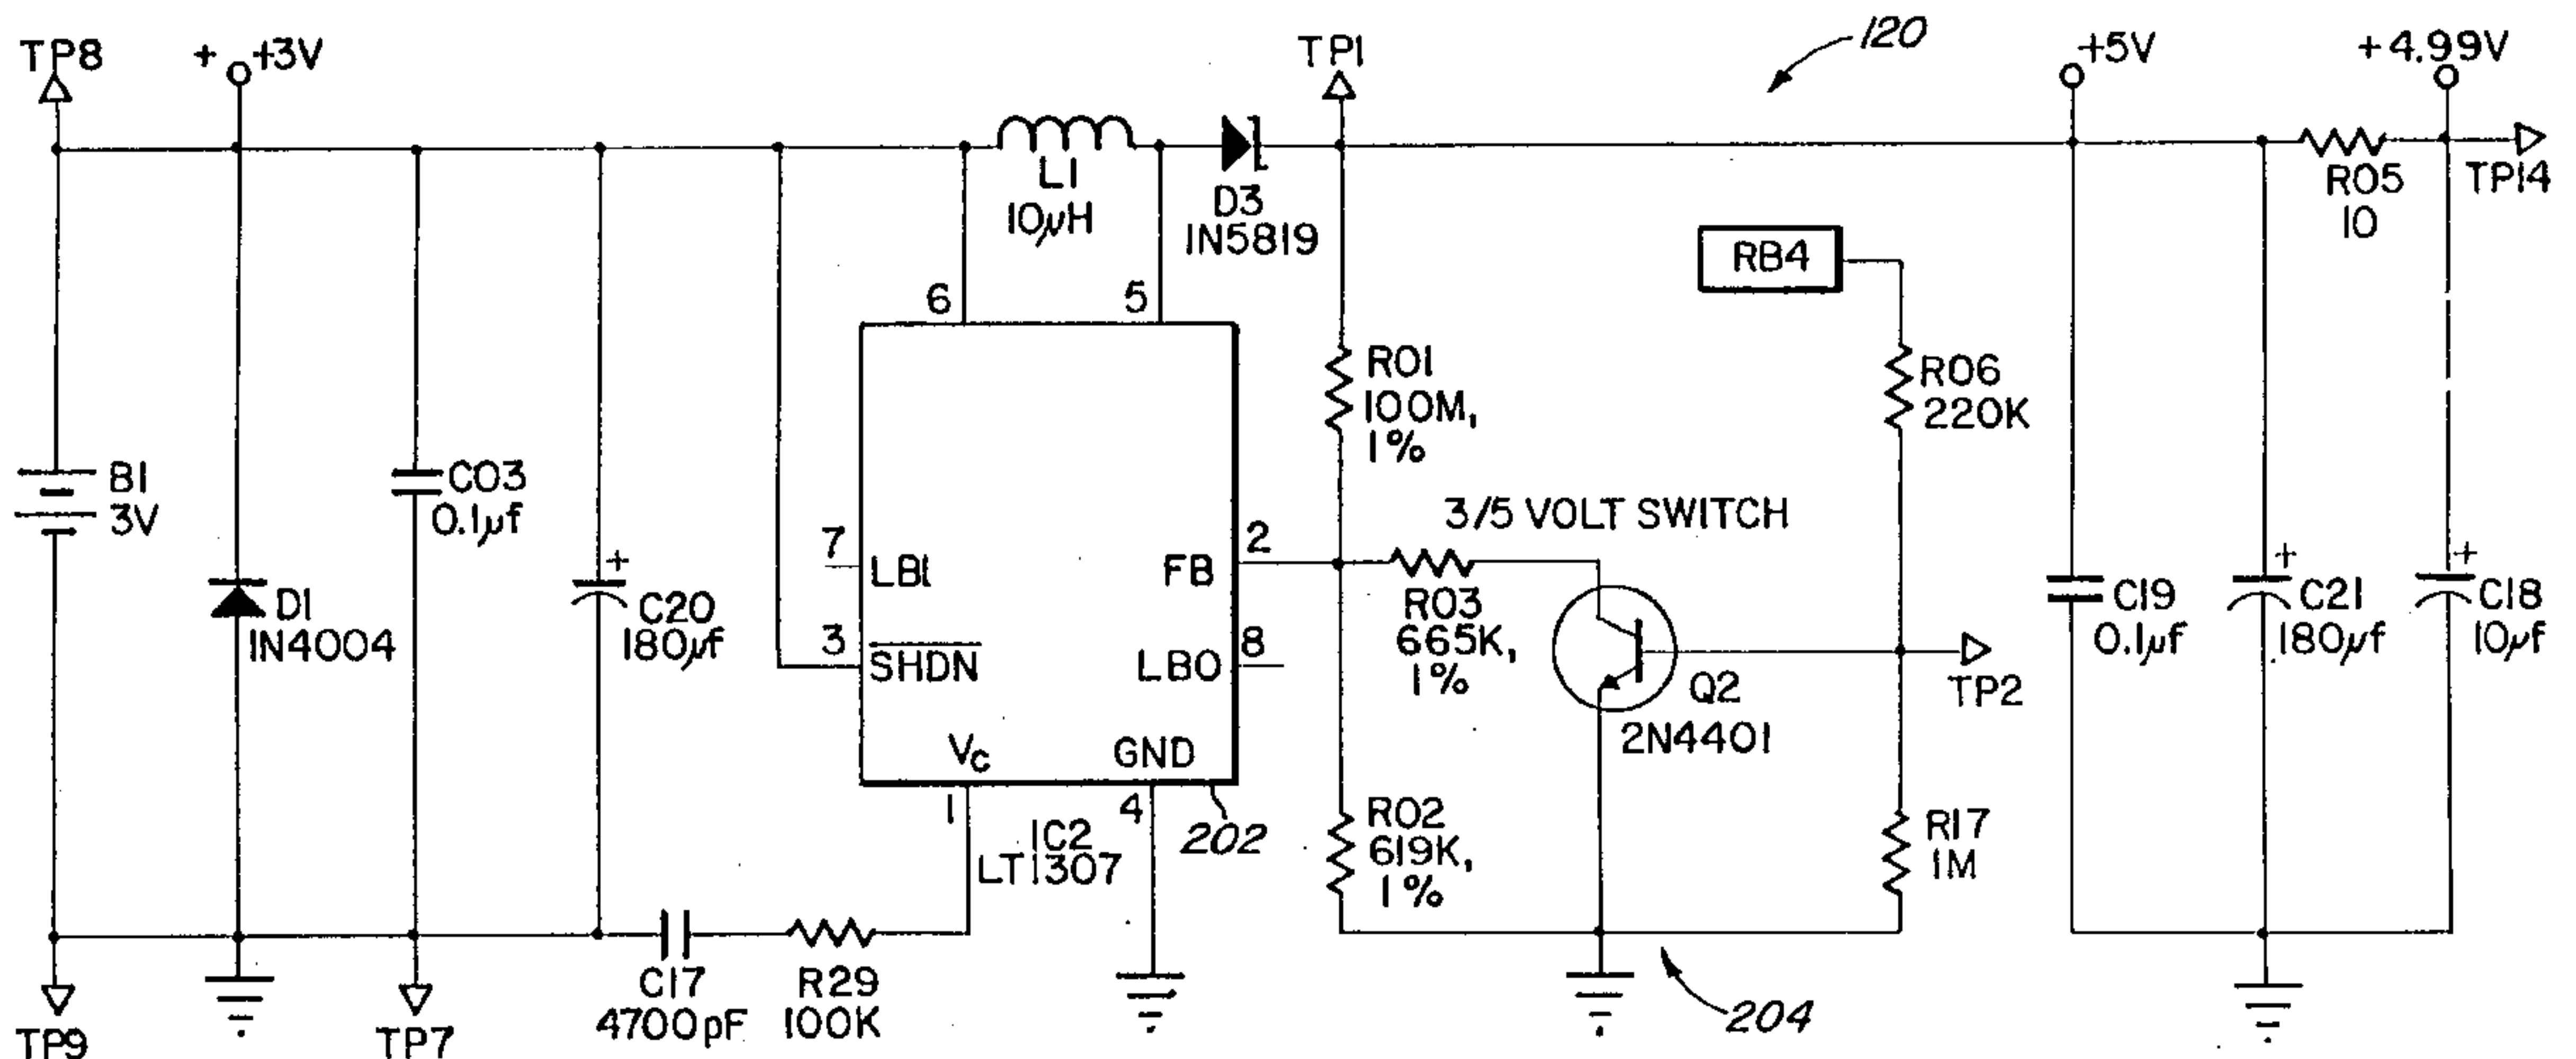 TP8
+ +3V
TP1
120
+5V
+4.99V
L1
10µH
D3
1N5819
R05
10
TP14
6
5
RB4
R01
100M,
1%
R06
220K
B1
3V
C03
0.1µf
3/5 VOLT SWITCH
7
LBI
2
FB
D1
1N4004
C20
180µf
+
3
SHDN
8
LBO
R03
665K,
1%
Q2
2N4401
TP2
C19
0.1µf
+
C21
180µf
+
C18
10µf
VC
GND
1
4
IC2
LT1307
202
R02
619K,
1%
R17
1M
C17
4700pF
R29
100K
TP9
TP7
204